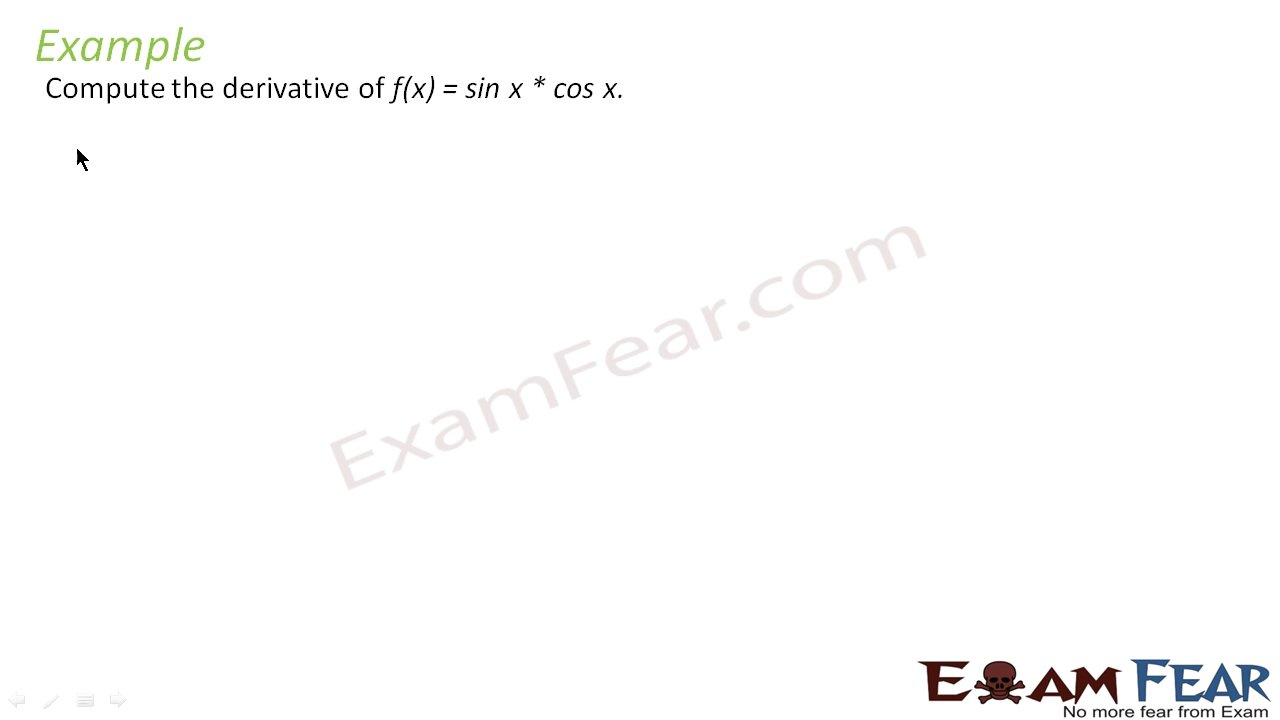 Example
Compute the derivative of f(x) = sin x * cos x.
ExamFear.com
EXAM FEAR
No more fear from Exam